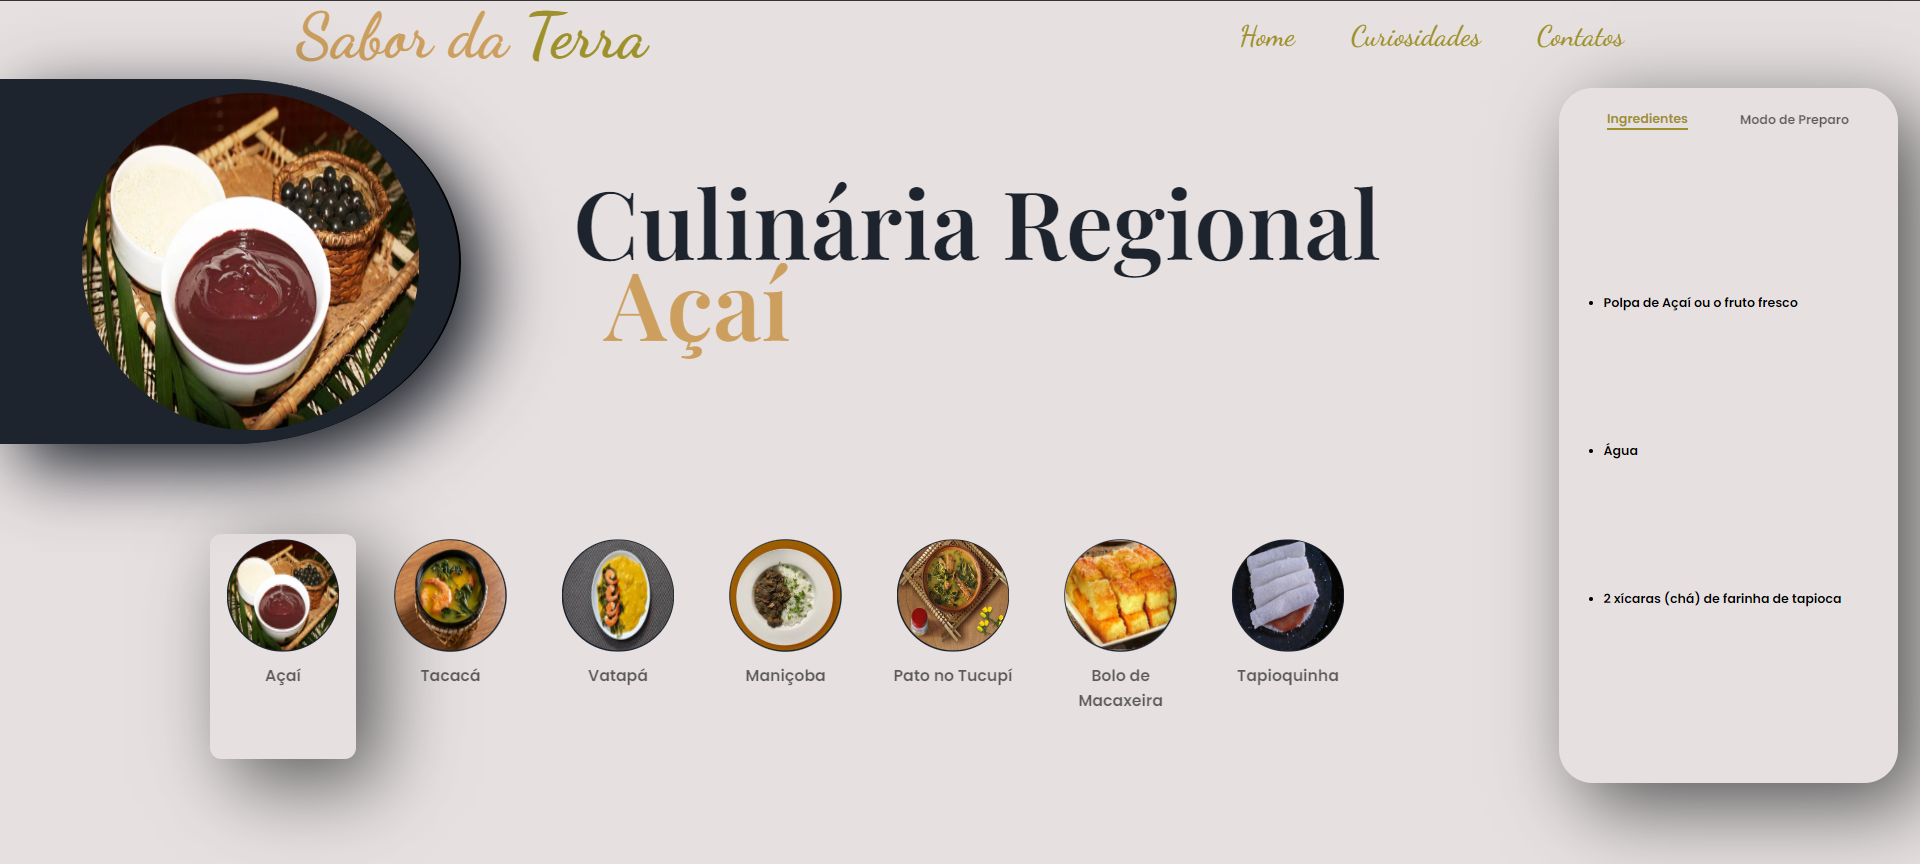 Sabor da Terra
Home
Curiosidades
Contatos
Culinária Regional
Açaí
Ingredientes
Modo de Preparo
Polpa de Açaí ou o fruto fresco
Água
2 xícaras (chá) de farinha de tapioca
Açaí
Tacacá
Vatapá
Maniçoba
Pato no Tucupí
Bolo de
Macaxeira
Tapioquinha